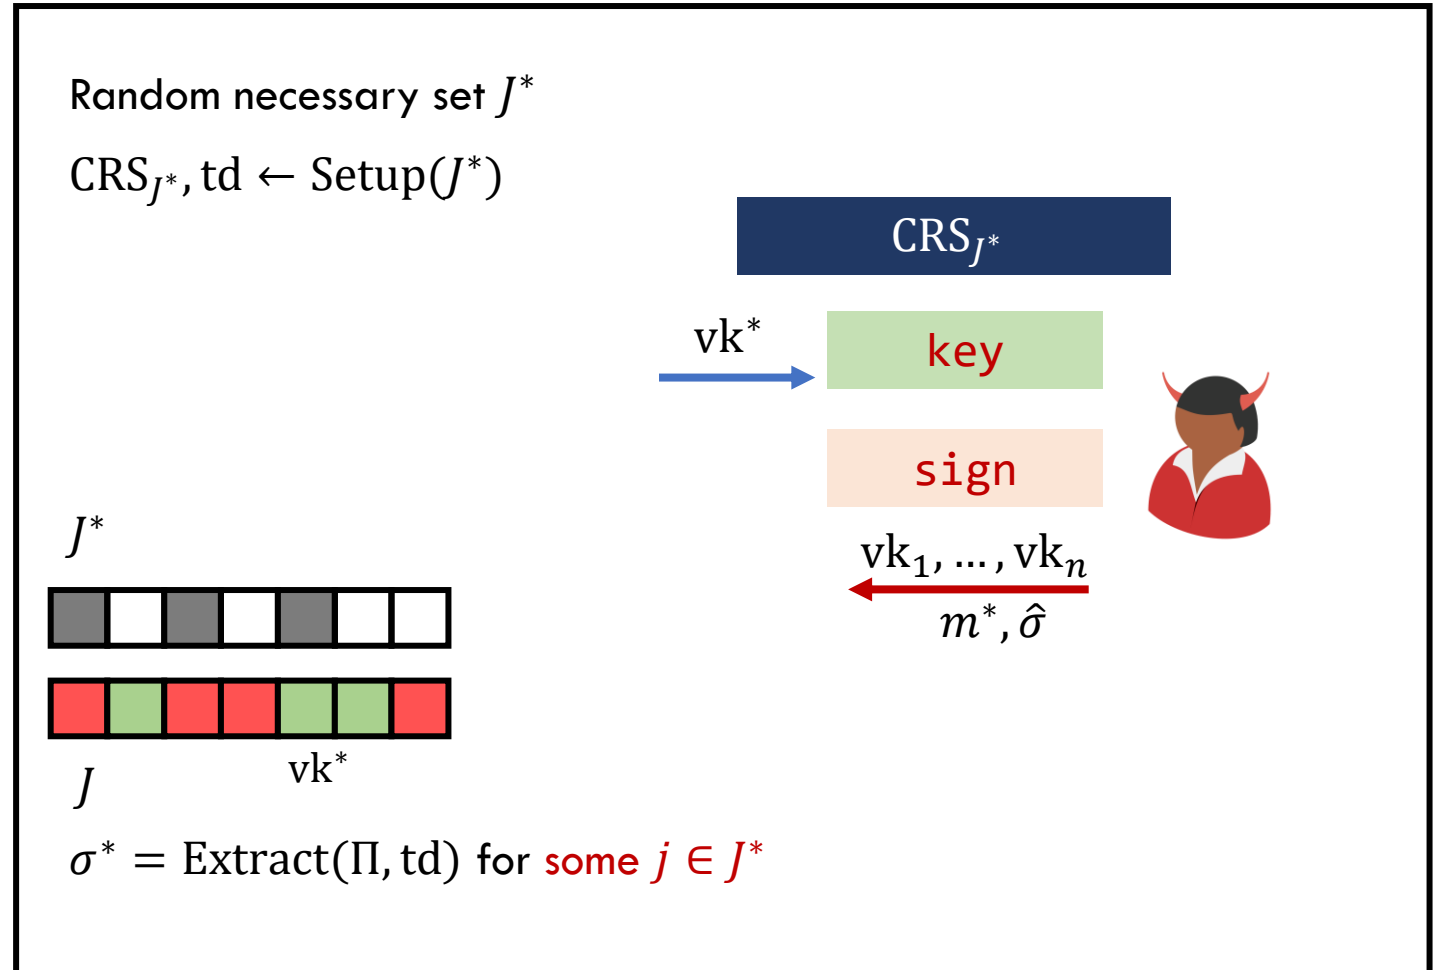 Random necessary set J*
CRS_{J*}, td ← Setup(J*)
CRS_{J*}
vk*
key
sign
vk₁, … , vkₙ
m*, σ̂
J*
J
vk*
σ* = Extract(Π, td) for some j ∈ J*